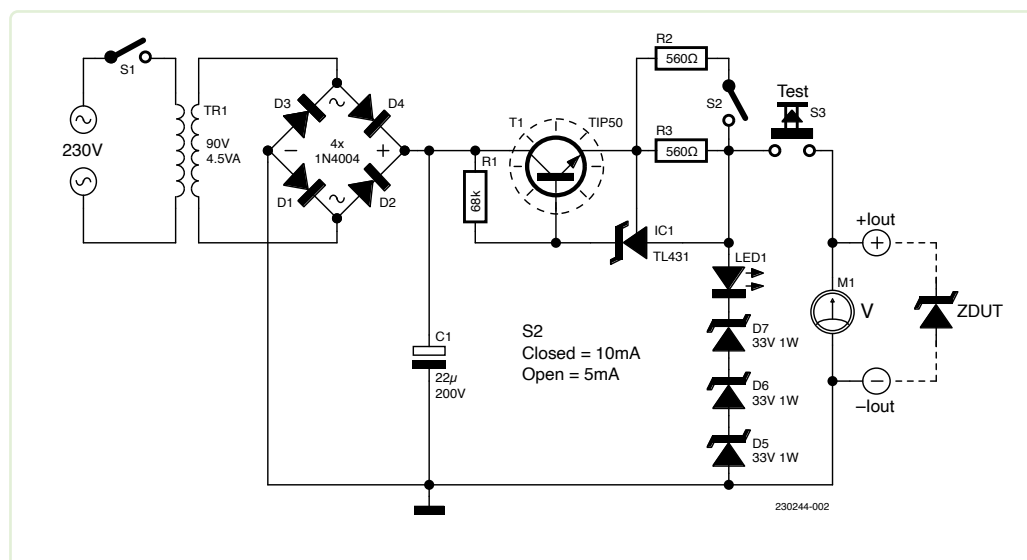 S1
230V
TR1
90V
4.5VA
D3
D4
4x
1N4004
D1
D2
−
+
~
~
R1
68k
C1
22µ
200V
T1
TIP50
R2
560Ω
S2
R3
560Ω
IC1
TL431
Test
S3
LED1
D7
33V 1W
D6
33V 1W
D5
33V 1W
S2
Closed = 10mA
Open = 5mA
M1
V
+Iout
+
ZDUT
−
–Iout
230244-002